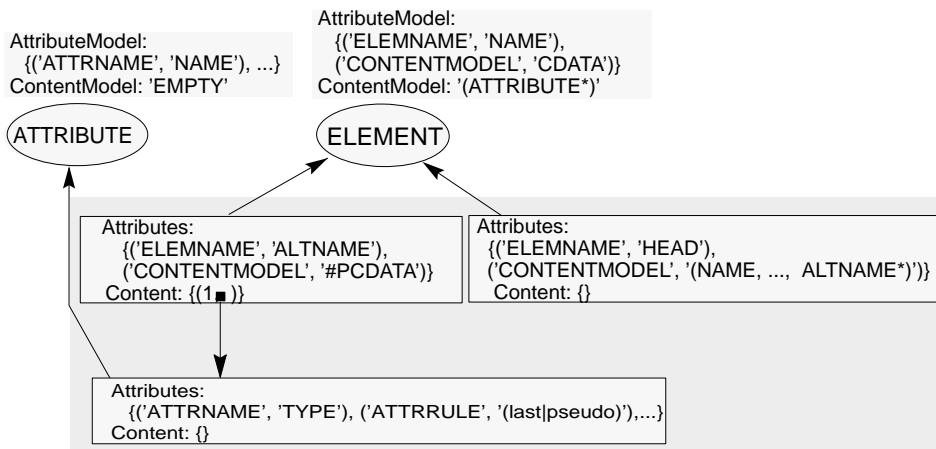 AttributeModel:
{('ATTRNAME', 'NAME'), ...}
ContentModel: 'EMPTY'
AttributeModel:
{('ELEMNAME', 'NAME'),
('CONTENTMODEL', 'CDATA')}
ContentModel: '(ATTRIBUTE*)'
ATTRIBUTE
ELEMENT
Attributes:
{('ELEMNAME', 'ALTNAME'),
('CONTENTMODEL', '#PCDATA')}
Content: {(1,■ )}
Attributes:
{('ELEMNAME', 'HEAD'),
('CONTENTMODEL', '(NAME, ..., ALTNAME*)')}
Content: {}
Attributes:
{('ATTRNAME', 'TYPE'), ('ATTRRULE', '(last|pseudo)'),...}
Content: {}